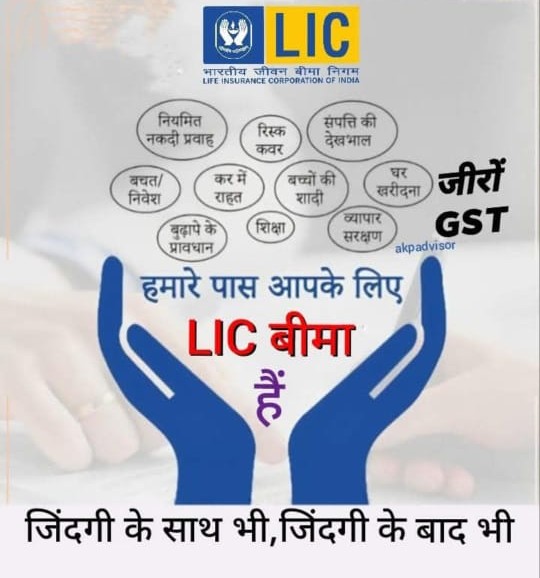 LIC
भारतीय जीवन बीमा निगम
LIFE INSURANCE CORPORATION OF INDIA
नियमित
नकदी प्रवाह
रिस्क
कवर
संपत्ति की
देखभाल
बचत/
निवेश
कर में
राहत
बच्चों की
शादी
घर
खरीदना
जीरों
GST
बुढ़ापे के
प्रावधान
शिक्षा
व्यापार
सरक्षण
akpadvisor
हमारे पास आपके लिए
LIC बीमा
हैं
जिंदगी के साथ भी,जिंदगी के बाद भी